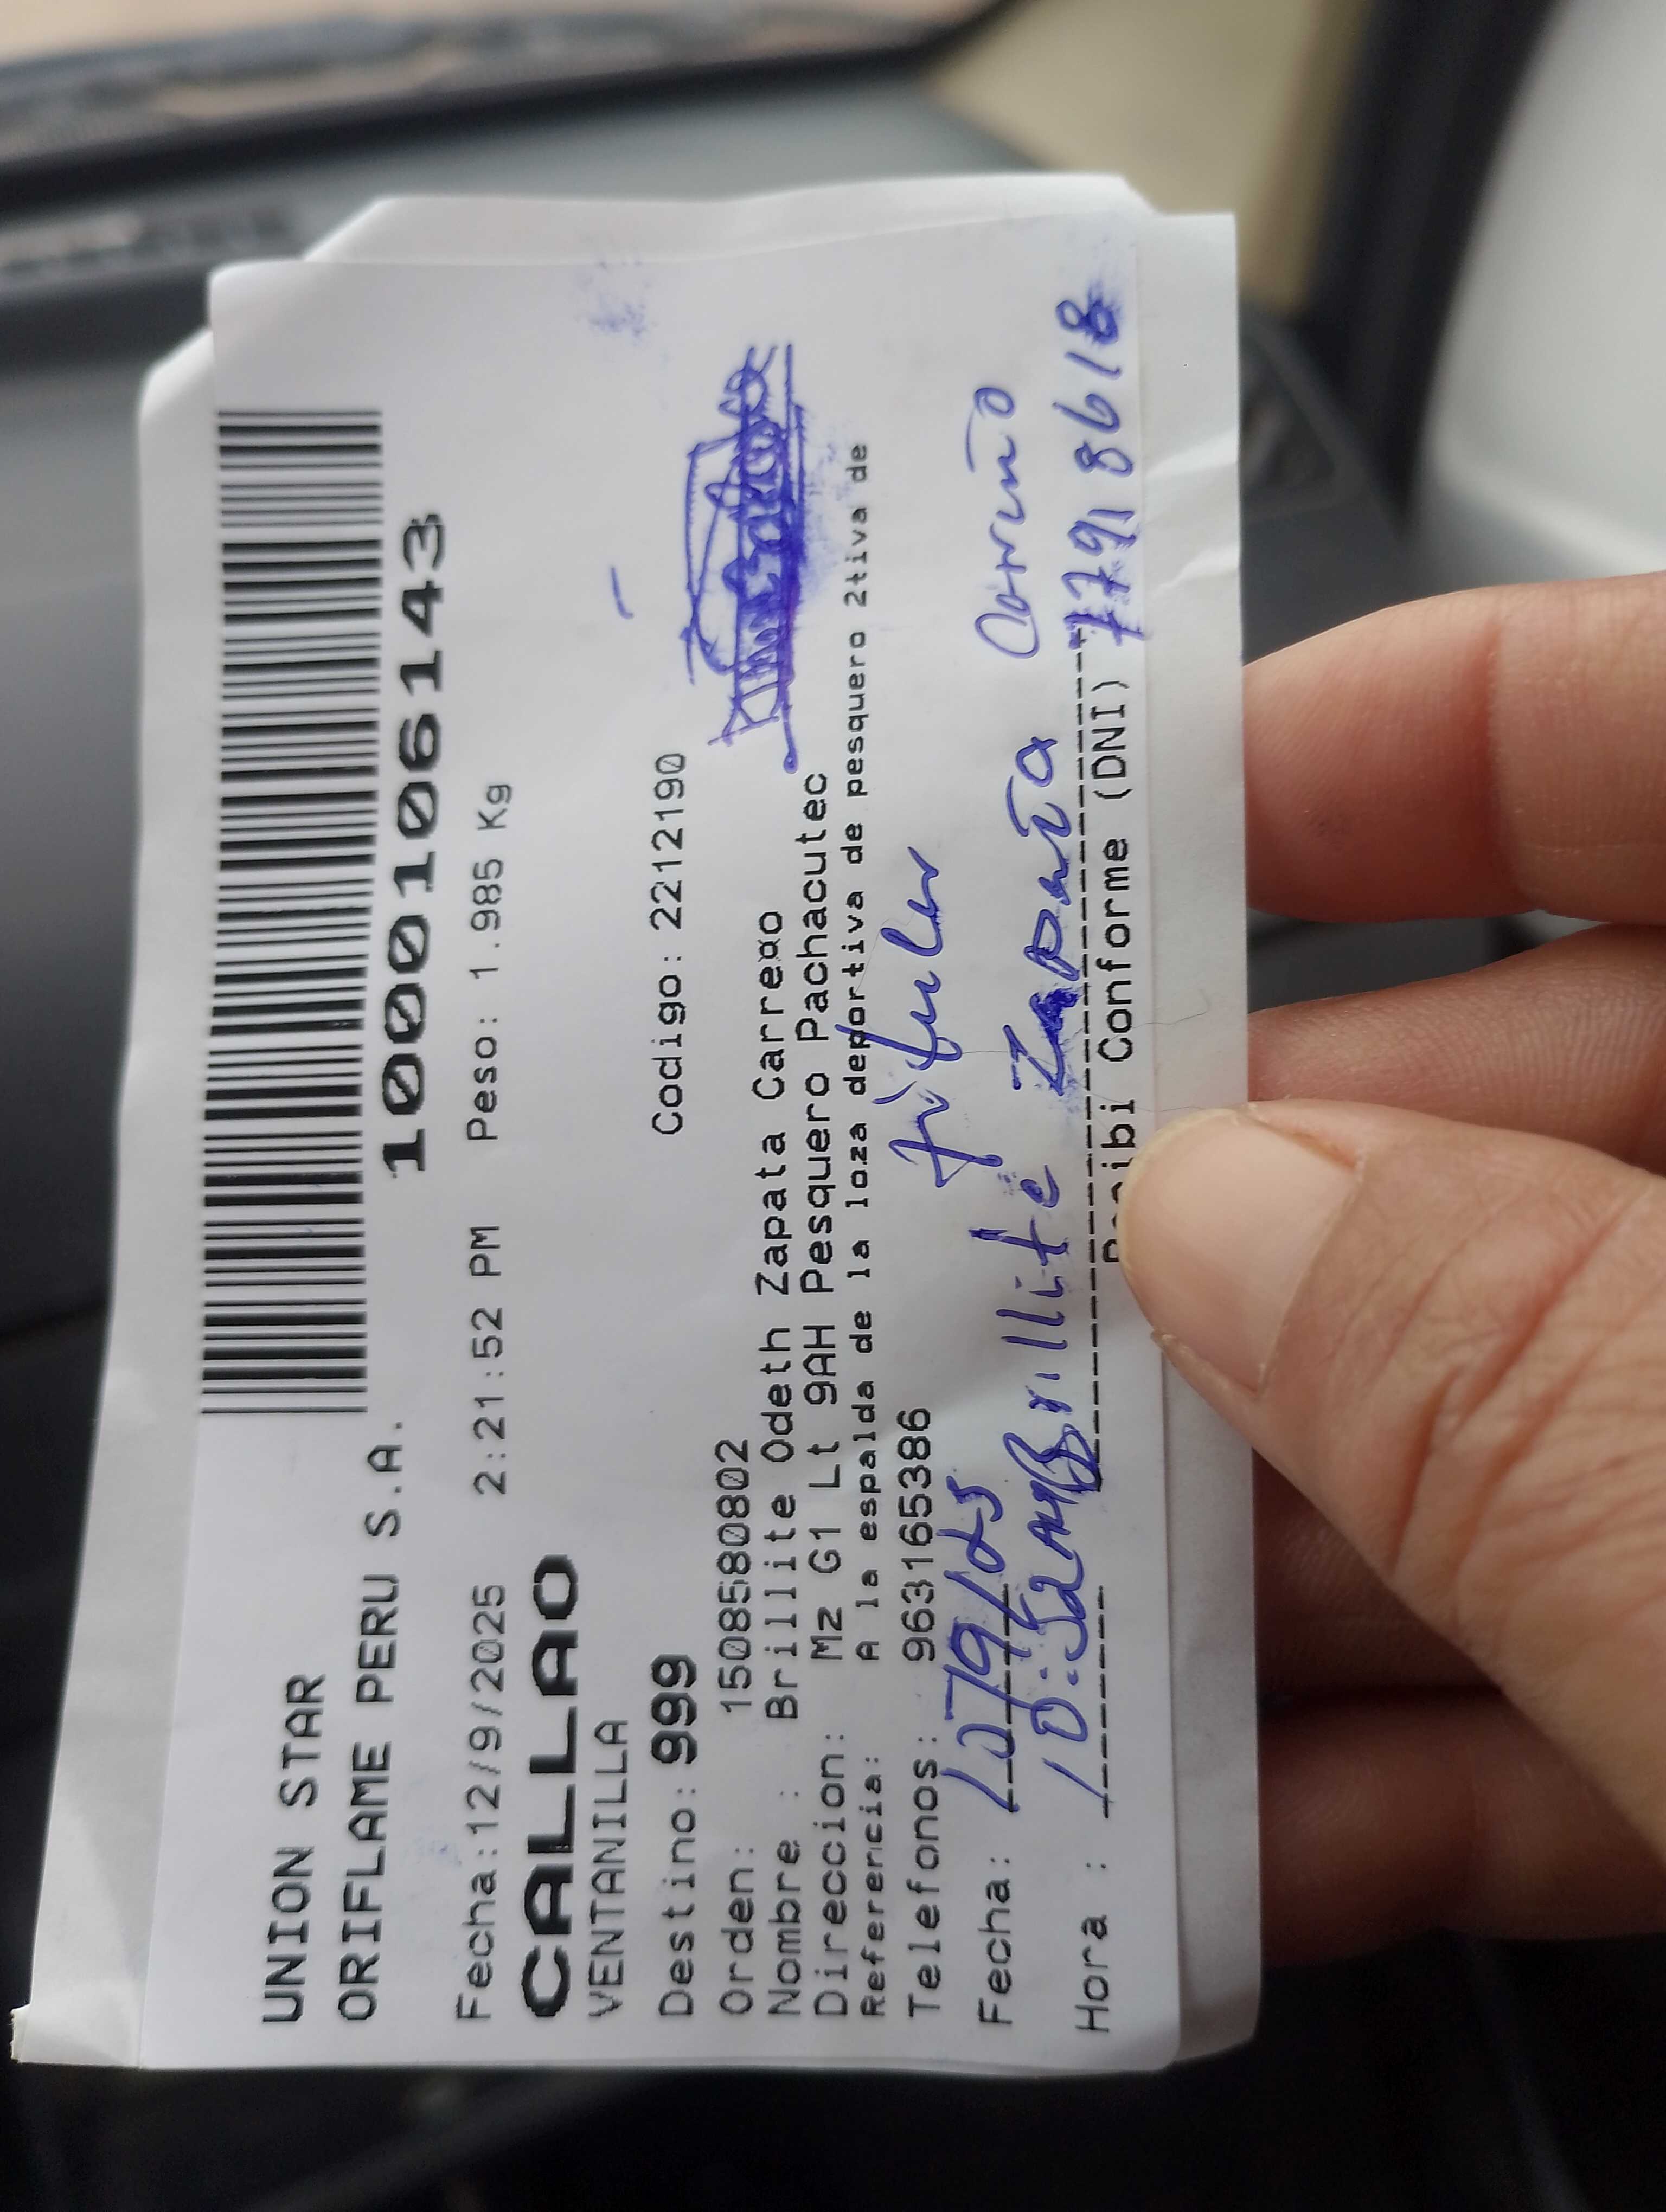 UNION STAR
ORIFLAME PERU S.A.
1000106143
Fecha:12/9/2025 2:21:52 PM Peso: 1.985 Kg
CALLAO
VENTANILLA
Destino: 999 Codigo: 2212190
Orden: 1508580802
Nombre : Brillite Odeth Zapata Carreño
Direccion: Mz G1 Lt 9AH Pesquero Pachacutec
Referencia: A la espalda de la loza deportiva de pesquero 2tiva de
Telefonos: 963165386
titular
Fecha:
Brillite Zapata
Hora : 10:52AM
Conforme (DNI)